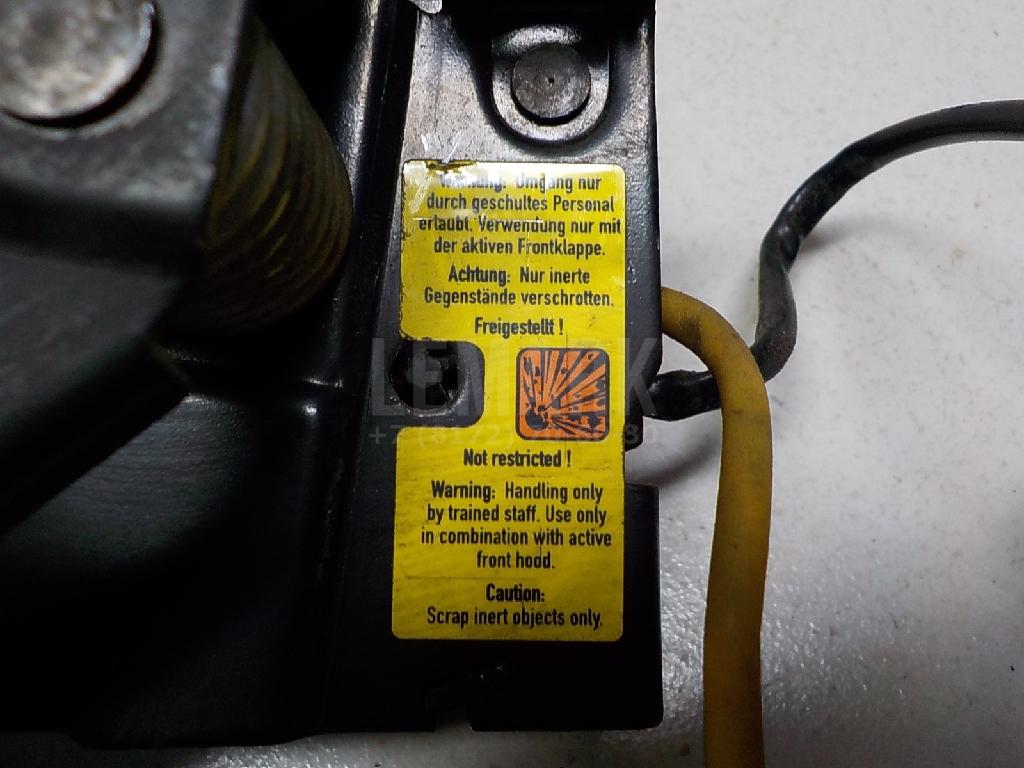 Warnung: Umgang nur
durch geschultes Personal
erlaubt. Verwendung nur mit
der aktiven Frontklappe.
Achtung: Nur inerte
Gegenstände verschrotten.
Freigestellt !
Not restricted !
Warning: Handling only
by trained staff. Use only
in combination with active
front hood.
Caution:
Scrap inert objects only.